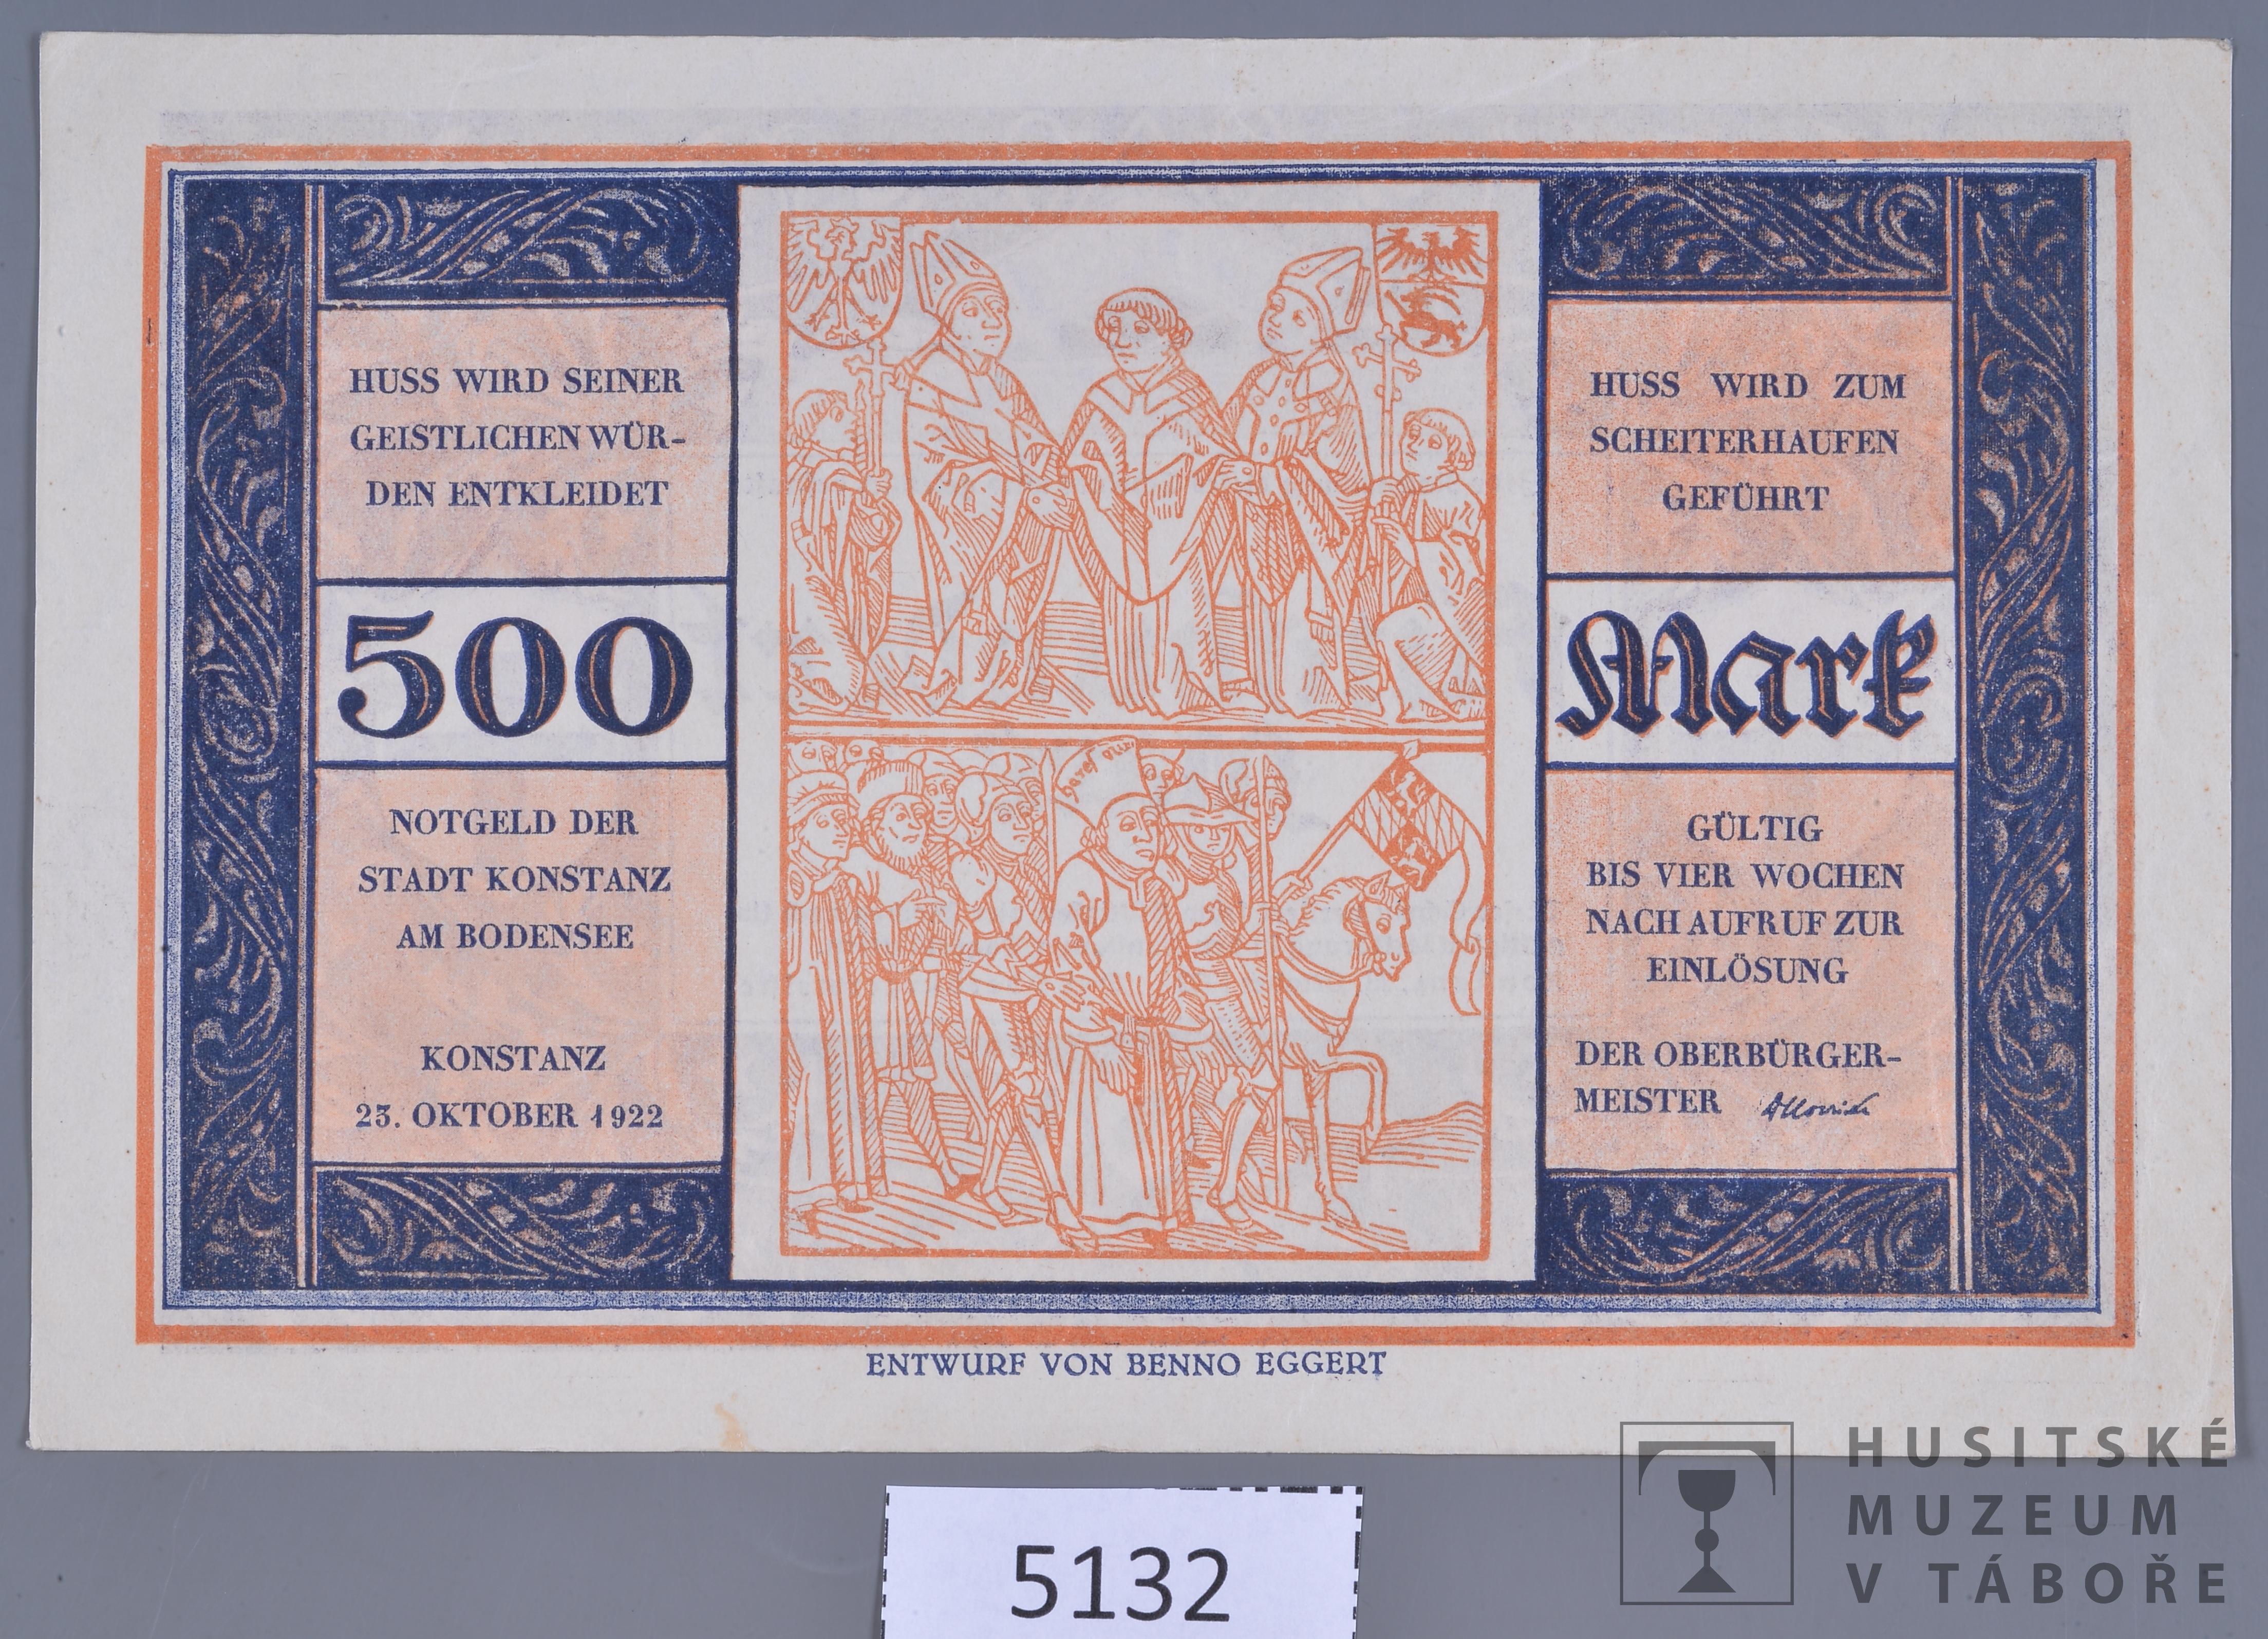 HUSS WIRD SEINER
GEISTLICHEN WÜR-
DEN ENTKLEIDET
500
NOTGELD DER
STADT KONSTANZ
AM BODENSEE
KONSTANZ
23. OKTOBER 1922
HUSS WIRD ZUM
SCHEITERHAUFEN
GEFÜHRT
Mark
GÜLTIG
BIS VIER WOCHEN
NACH AUFRUF ZUR
EINLÖSUNG
DER OBERBÜRGER-
MEISTER
ENTWURF VON BENNO EGGERT
5132
HUSITSKÉ
MUZEUM
V TÁBOŘE